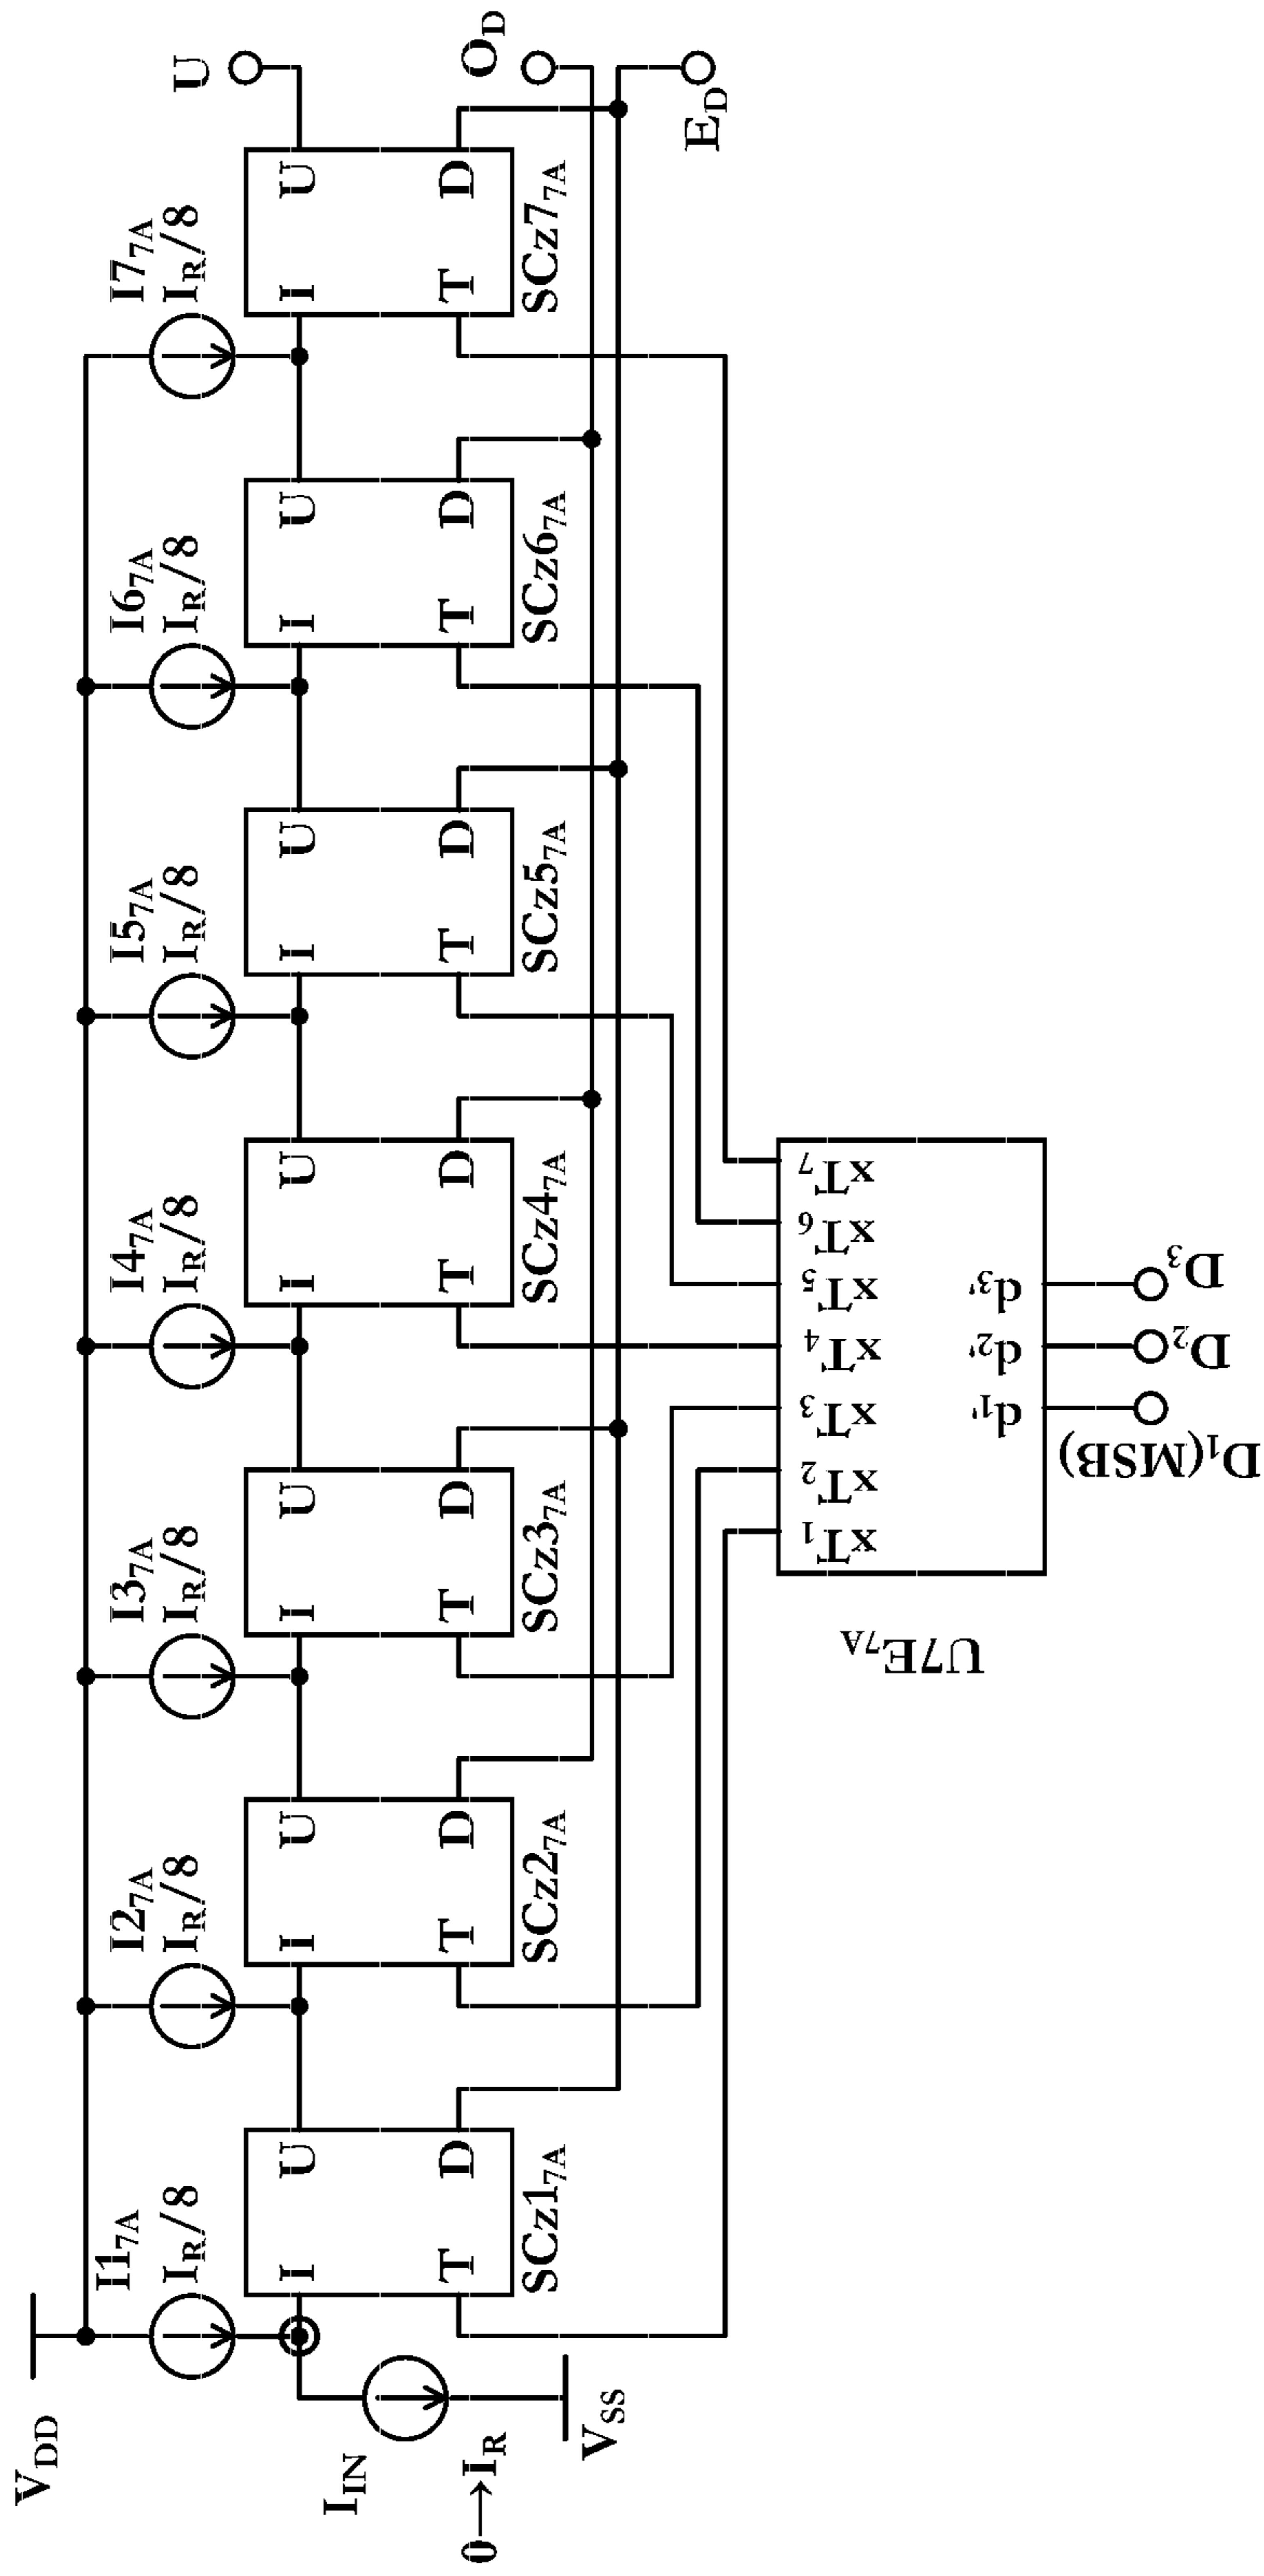 V_DD
I1_7A
I_R/8
I2_7A
I_R/8
I3_7A
I_R/8
I4_7A
I_R/8
I5_7A
I_R/8
I6_7A
I_R/8
I7_7A
I_R/8
U
I U
T D
SCz1_7A
I U
T D
SCz2_7A
I U
T D
SCz3_7A
I U
T D
SCz4_7A
I U
T D
SCz5_7A
I U
T D
SCz6_7A
I U
T D
SCz7_7A
I_IN
0→I_R
V_SS
O_D
E_D
U7E_7A
xT_1
xT_2
xT_3
xT_4
xT_5
xT_6
xT_7
d_1'
d_2'
d_3'
D_1(MSB)
D_2
D_3